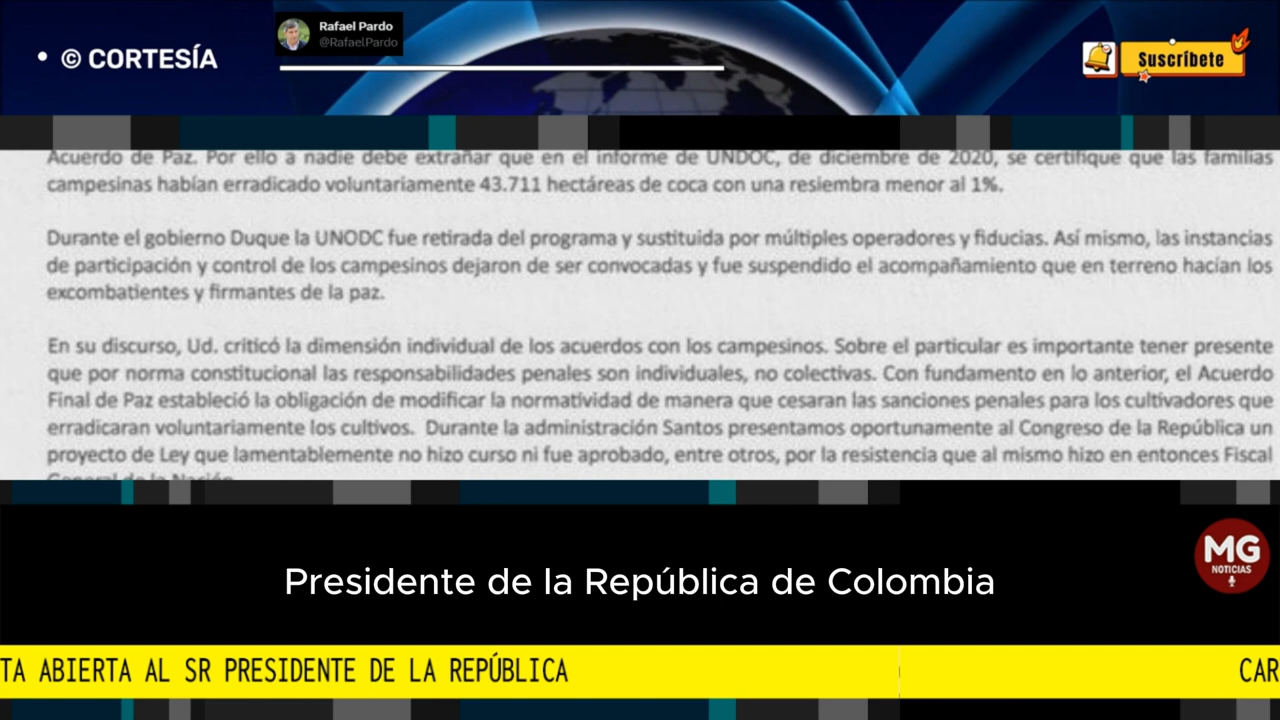 • © CORTESÍA
Rafael Pardo
@RafaelPardo
Suscríbete
Acuerdo de Paz. Por ello a nadie debe extrañar que en el informe de UNDOC, de diciembre de 2020, se certifique que las familias
campesinas habían erradicado voluntariamente 43.711 hectáreas de coca con una resiembra menor al 1%.
Durante el gobierno Duque la UNODC fue retirada del programa y sustituida por múltiples operadores y fiducias. Así mismo, las instancias
de participación y control de los campesinos dejaron de ser convocadas y fue suspendido el acompañamiento que en terreno hacían los
excombatientes y firmantes de la paz.
En su discurso, Ud. criticó la dimensión individual de los acuerdos con los campesinos. Sobre el particular es importante tener presente
que por norma constitucional las responsabilidades penales son individuales, no colectivas. Con fundamento en lo anterior, el Acuerdo
Final de Paz estableció la obligación de modificar la normatividad de manera que cesaran las sanciones penales para los cultivadores que
erradicaran voluntariamente los cultivos. Durante la administración Santos presentamos oportunamente al Congreso de la República un
proyecto de Ley que lamentablemente no hizo curso ni fue aprobado, entre otros, por la resistencia que al mismo hizo en entonces Fiscal
General de la Nación
MG
NOTICIAS
Presidente de la República de Colombia
TA ABIERTA AL SR PRESIDENTE DE LA REPÚBLICA
CAR